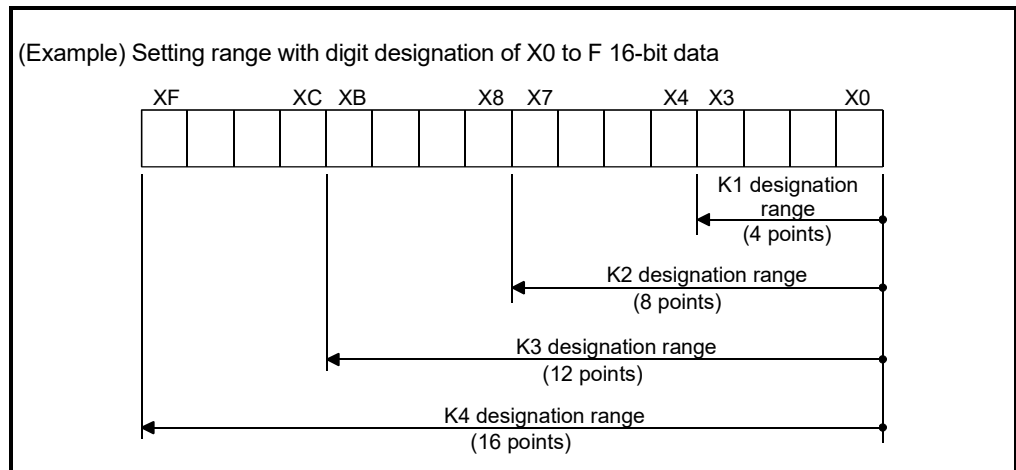 (Example) Setting range with digit designation of X0 to F 16-bit data
XF XC XB X8 X7 X4 X3 X0
K1 designation
range
(4 points)
K2 designation range
(8 points)
K3 designation range
(12 points)
K4 designation range
(16 points)